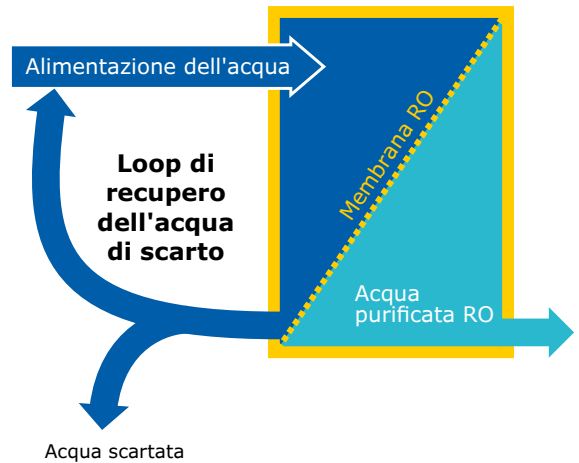 Alimentazione dell'acqua
Loop di
recupero
dell'acqua
di scarto
Membrana RO
Acqua
purificata RO
Acqua scartata